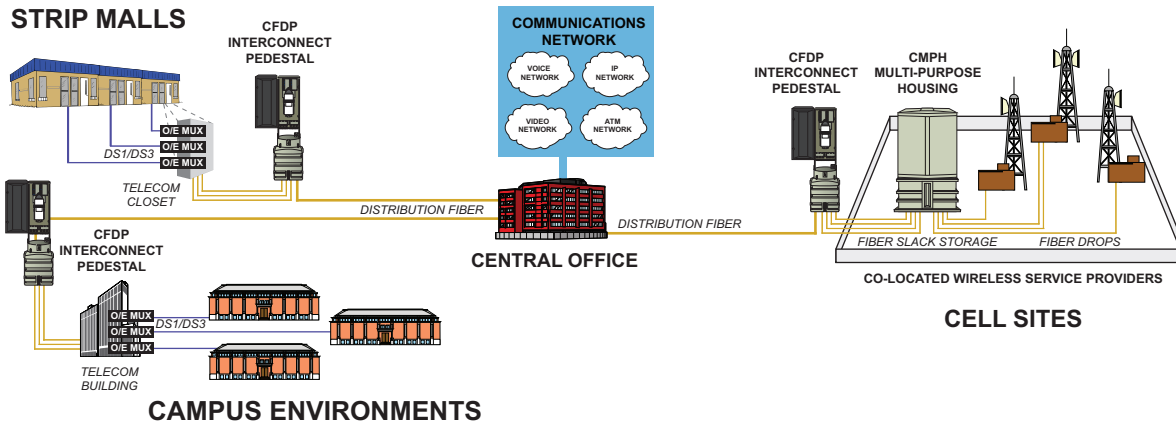 STRIP MALLS
CFDP
INTERCONNECT
PEDESTAL
O/E MUX
O/E MUX
O/E MUX
DS1/DS3
TELECOM
CLOSET
COMMUNICATIONS
NETWORK
VOICE
NETWORK
IP
NETWORK
VIDEO
NETWORK
ATM
NETWORK
DISTRIBUTION FIBER
CENTRAL OFFICE
DISTRIBUTION FIBER
CFDP
INTERCONNECT
PEDESTAL
CMPH
MULTI-PURPOSE
HOUSING
FIBER SLACK STORAGE
FIBER DROPS
CO-LOCATED WIRELESS SERVICE PROVIDERS
CELL SITES
CFDP
INTERCONNECT
PEDESTAL
O/E MUX
O/E MUX
O/E MUX
DS1/DS3
TELECOM
BUILDING
CAMPUS ENVIRONMENTS